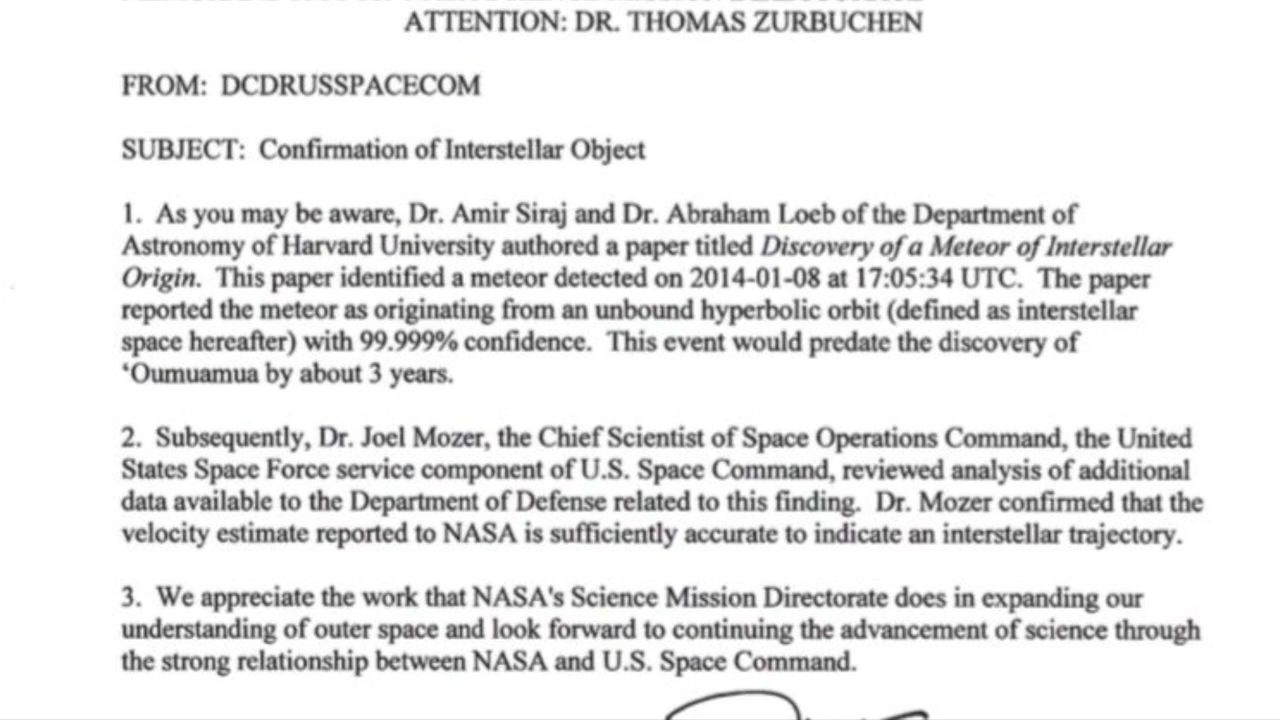 ATTENTION: DR. THOMAS ZURBUCHEN
FROM: DCDRUSSPACECOM
SUBJECT: Confirmation of Interstellar Object
1. As you may be aware, Dr. Amir Siraj and Dr. Abraham Loeb of the Department of
Astronomy of Harvard University authored a paper titled Discovery of a Meteor of Interstellar
Origin. This paper identified a meteor detected on 2014-01-08 at 17:05:34 UTC. The paper
reported the meteor as originating from an unbound hyperbolic orbit (defined as interstellar
space hereafter) with 99.999% confidence. This event would predate the discovery of
‘Oumuamua by about 3 years.
2. Subsequently, Dr. Joel Mozer, the Chief Scientist of Space Operations Command, the United
States Space Force service component of U.S. Space Command, reviewed analysis of additional
data available to the Department of Defense related to this finding. Dr. Mozer confirmed that the
velocity estimate reported to NASA is sufficiently accurate to indicate an interstellar trajectory.
3. We appreciate the work that NASA's Science Mission Directorate does in expanding our
understanding of outer space and look forward to continuing the advancement of science through
the strong relationship between NASA and U.S. Space Command.